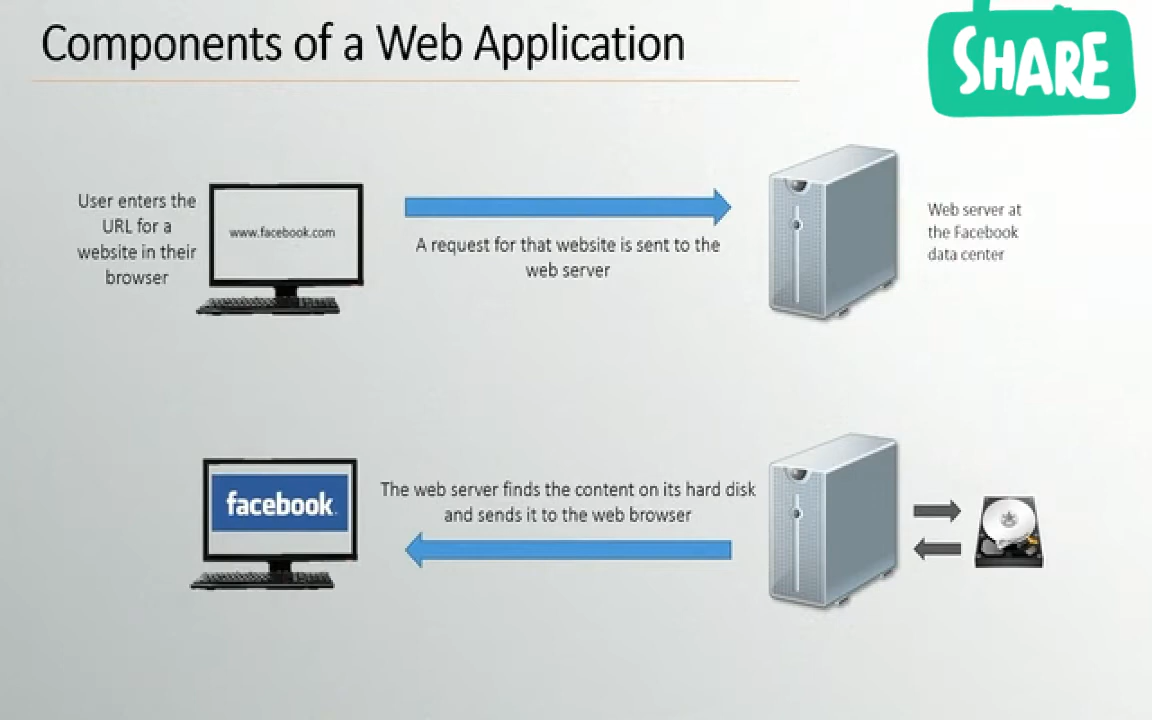 Components of a Web Application
SHARE
User enters the
URL for a
website in their
browser
www.facebook.com
A request for that website is sent to the
web server
Web server at
the Facebook
data center
facebook
The web server finds the content on its hard disk
and sends it to the web browser